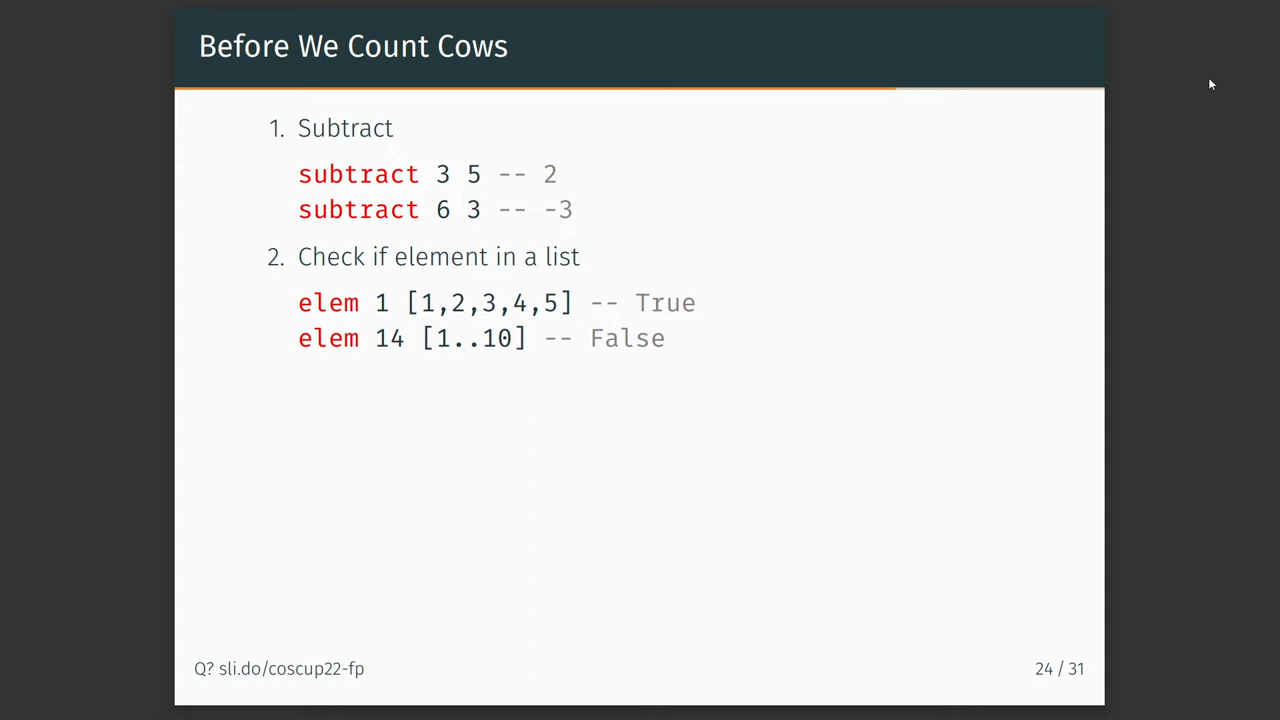 Before We Count Cows
1. Subtract
subtract 3 5 -- 2
subtract 6 3 -- -3
2. Check if element in a list
elem 1 [1,2,3,4,5] -- True
elem 14 [1..10] -- False
Q? sli.do/coscup22-fp
24 / 31